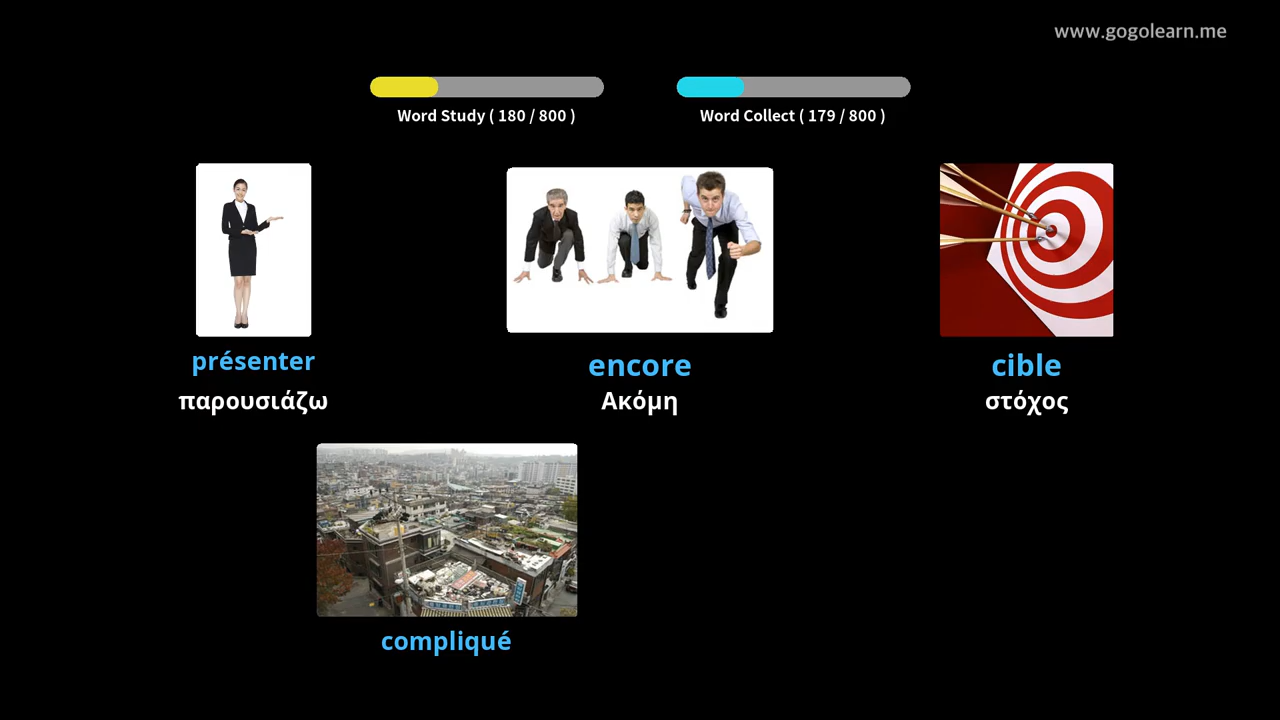 www.gogolearn.me
Word Study ( 180 / 800 )
Word Collect ( 179 / 800 )
présenter
παρουσιάζω
encore
Ακόμη
cible
στόχος
compliqué